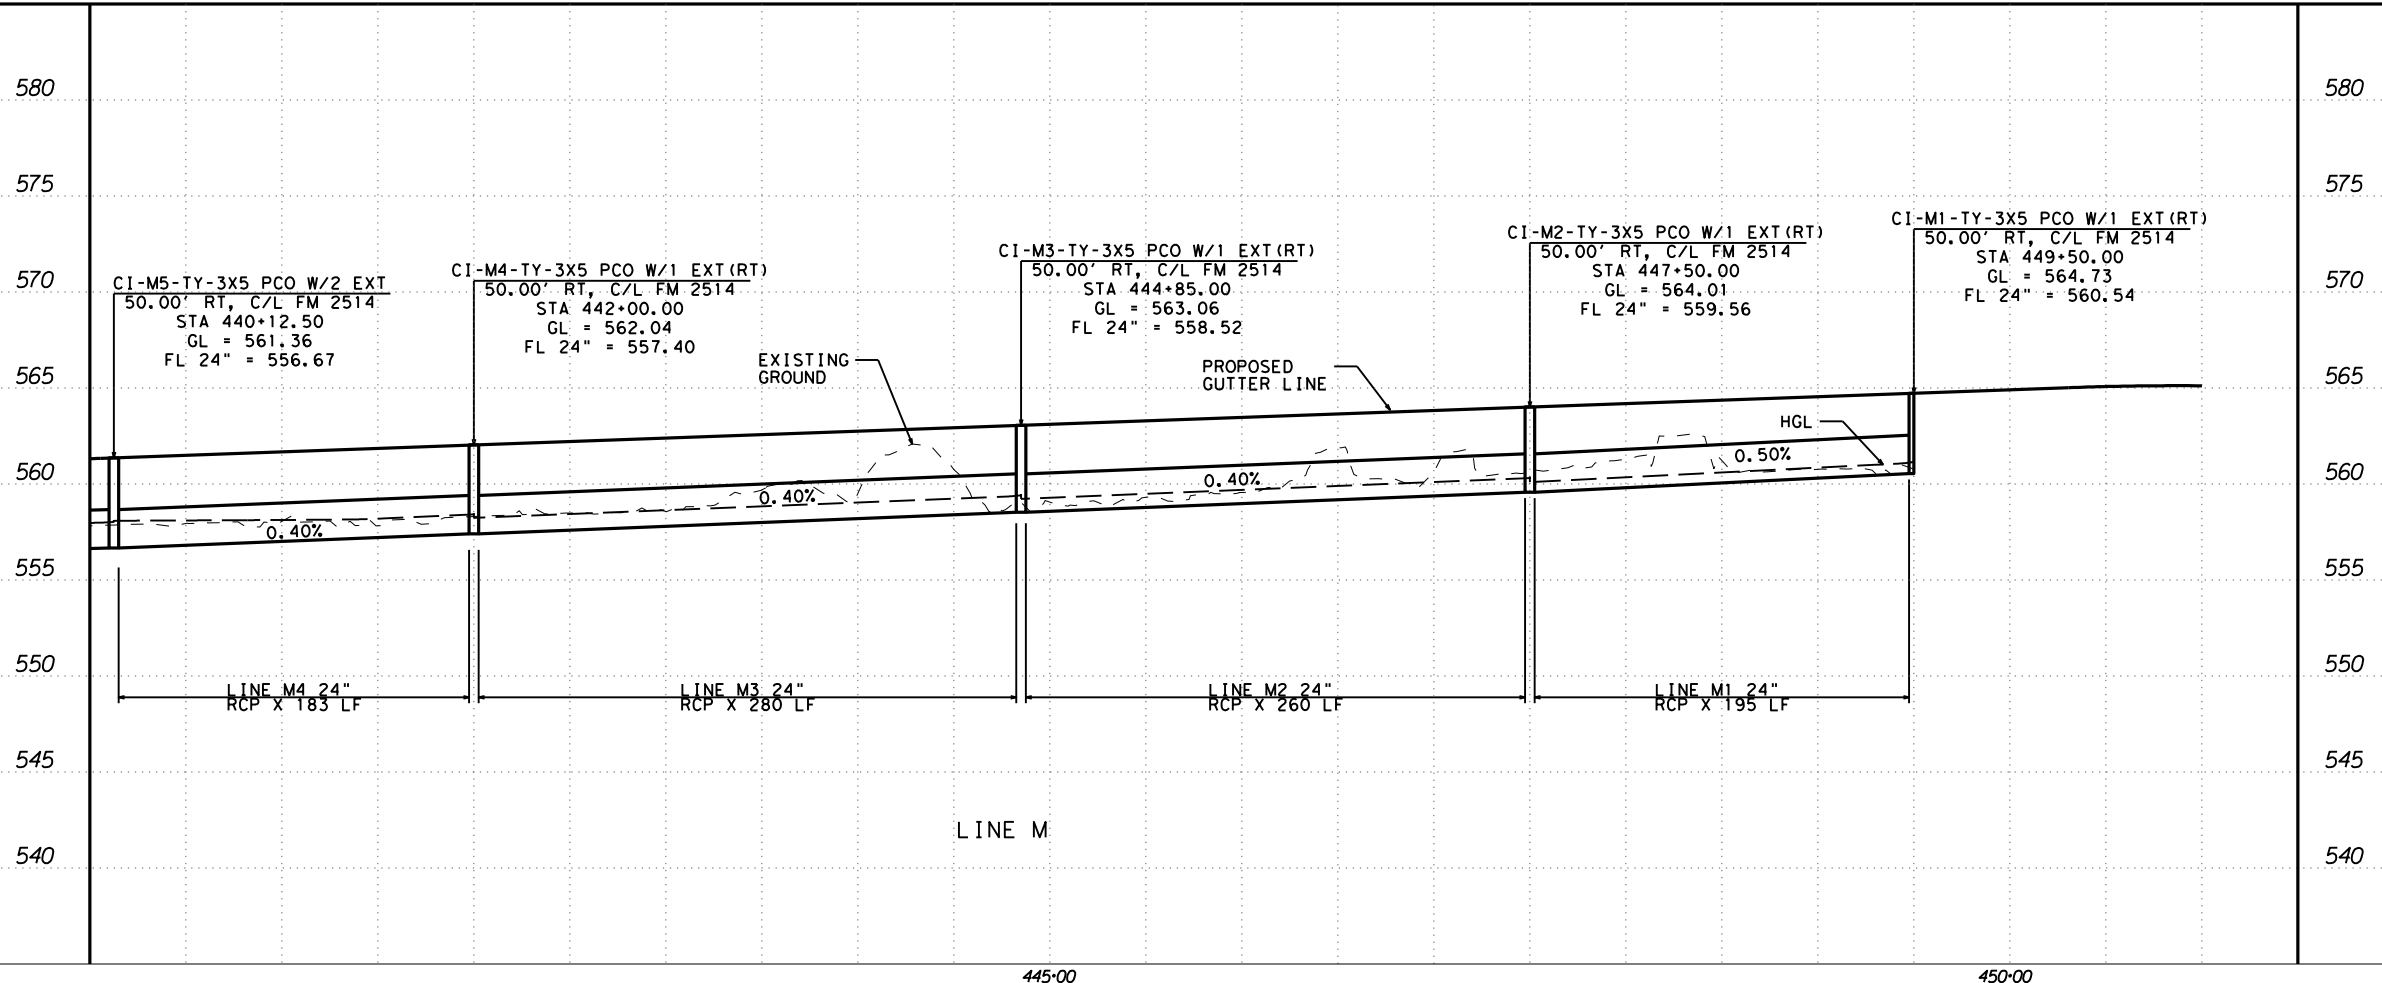 580
580
575
575
570
570
565
565
560
560
555
555
550
550
545
545
540
540
CI-M5-TY-3X5 PCO W/2 EXT
50.00' RT, C/L FM 2514
STA 440+12.50
GL = 561.36
FL 24" = 556.67
CI-M4-TY-3X5 PCO W/1 EXT(RT)
50.00' RT, C/L FM 2514
STA 442+00.00
GL = 562.04
FL 24" = 557.40
CI-M3-TY-3X5 PCO W/1 EXT(RT)
50.00' RT, C/L FM 2514
STA 444+85.00
GL = 563.06
FL 24" = 558.52
CI-M2-TY-3X5 PCO W/1 EXT(RT)
50.00' RT, C/L FM 2514
STA 447+50.00
GL = 564.01
FL 24" = 559.56
CI-M1-TY-3X5 PCO W/1 EXT(RT)
50.00' RT, C/L FM 2514
STA 449+50.00
GL = 564.73
FL 24" = 560.54
EXISTING
GROUND
PROPOSED
GUTTER LINE
HGL
0.40%
0.40%
0.40%
0.50%
LINE M4 24"
RCP X 183 LF
LINE M3 24"
RCP X 280 LF
LINE M2 24"
RCP X 260 LF
LINE M1 24"
RCP X 195 LF
LINE M
445+00
450+00